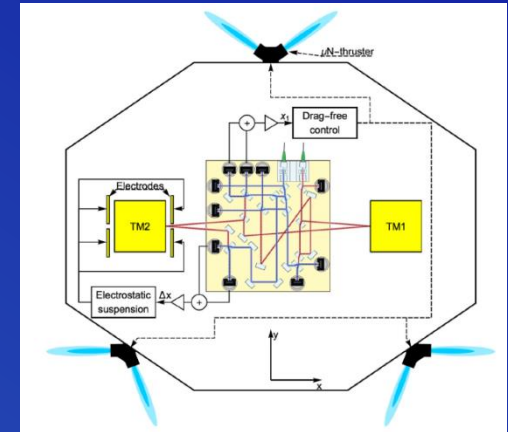 μN-thruster
x1
Drag-free
control
Electrodes
TM2
TM1
Electrostatic
suspension
Δx
y
x